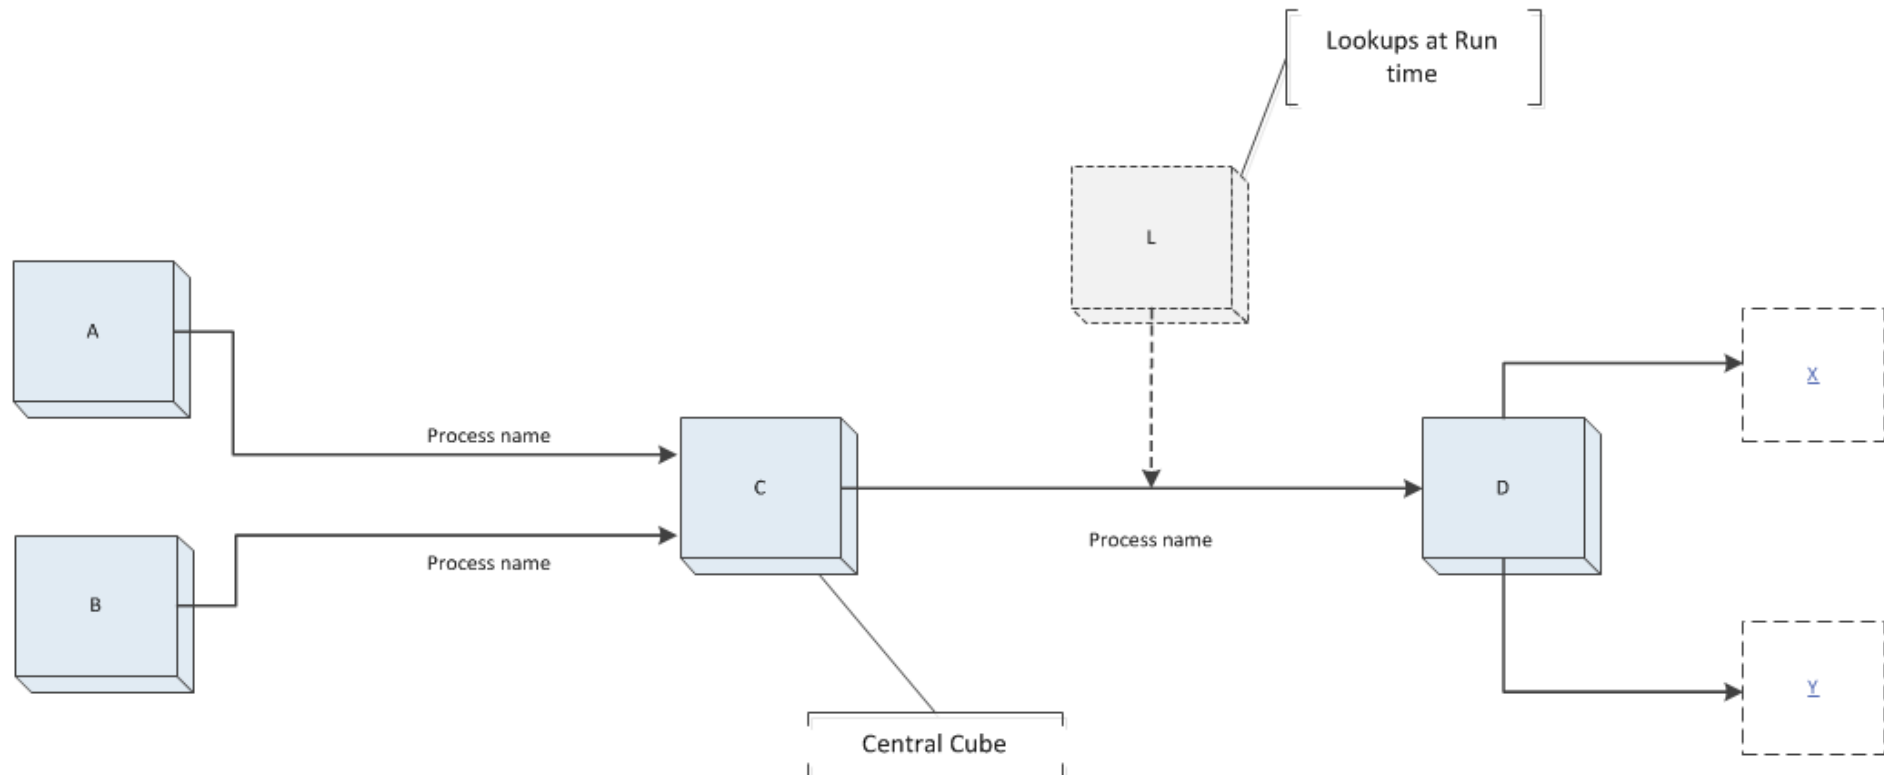 Lookups at Run
time
L
A
X
Process name
C
D
Process name
Process name
B
Y
Central Cube